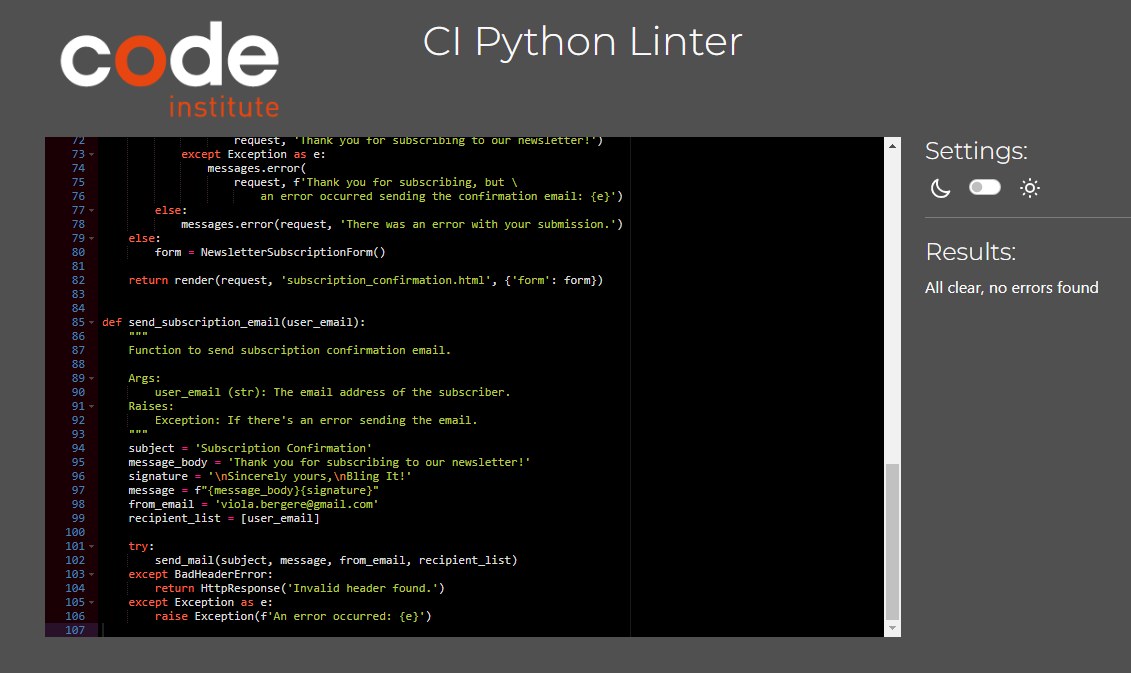 code
institute
CI Python Linter
72 request, 'Thank you for subscribing to our newsletter!')
73 except Exception as e:
74 messages.error(
75 request, f'Thank you for subscribing, but \
76 an error occurred sending the confirmation email: {e}')
77 else:
78 messages.error(request, 'There was an error with your submission.')
79 else:
80 form = NewsletterSubscriptionForm()
81
82 return render(request, 'subscription_confirmation.html', {'form': form})
83
84
85 def send_subscription_email(user_email):
86 """
87 Function to send subscription confirmation email.
88
89 Args:
90 user_email (str): The email address of the subscriber.
91 Raises:
92 Exception: If there's an error sending the email.
93 """
94 subject = 'Subscription Confirmation'
95 message_body = 'Thank you for subscribing to our newsletter!'
96 signature = '\nSincerely yours,\nBling It!'
97 message = f"{message_body}{signature}"
98 from_email = 'viola.bergere@gmail.com'
99 recipient_list = [user_email]
100
101 try:
102 send_mail(subject, message, from_email, recipient_list)
103 except BadHeaderError:
104 return HttpResponse('Invalid header found.')
105 except Exception as e:
106 raise Exception(f'An error occurred: {e}')
107
Settings:
Results:
All clear, no errors found